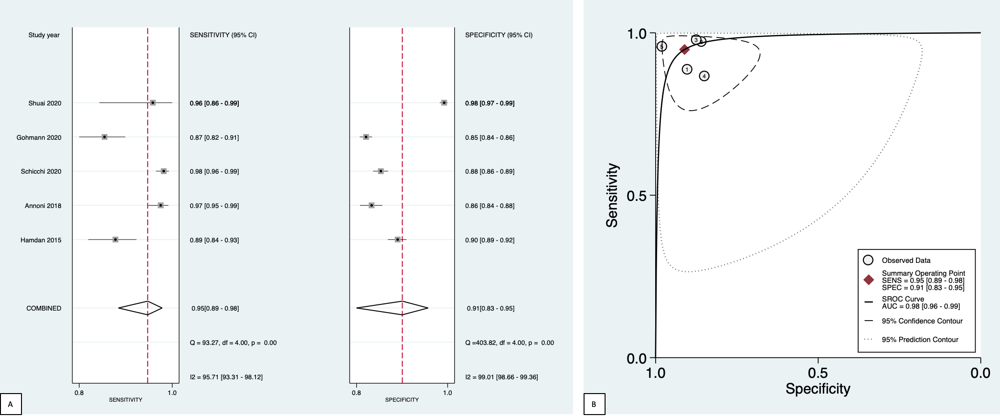 Study year
SENSITIVITY (95% CI)
Shuai 2020
0.96 [0.86 - 0.99]
Gohmann 2020
0.87 [0.82 - 0.91]
Schicchi 2020
0.98 [0.96 - 0.99]
Annoni 2018
0.97 [0.95 - 0.99]
Hamdan 2015
0.89 [0.84 - 0.93]
COMBINED
0.95[0.89 - 0.98]
Q = 93.27, df = 4.00, p = 0.00
I2 = 95.71 [93.31 - 98.12]
0.8
1.0
SENSITIVITY
SPECIFICITY (95% CI)
0.98 [0.97 - 0.99]
0.85 [0.84 - 0.86]
0.88 [0.86 - 0.89]
0.86 [0.84 - 0.88]
0.90 [0.89 - 0.92]
0.91[0.83 - 0.95]
Q =403.82, df = 4.00, p = 0.00
I2 = 99.01 [98.66 - 99.36]
0.8
1.0
SPECIFICITY
A
1.0
0.5
0.0
Sensitivity
5
3
2
1
4
Observed Data
Summary Operating Point
SENS = 0.95 [0.89 - 0.98]
SPEC = 0.91 [0.83 - 0.95]
SROC Curve
AUC = 0.98 [0.96 - 0.99]
95% Confidence Contour
95% Prediction Contour
1.0
0.5
0.0
Specificity
B